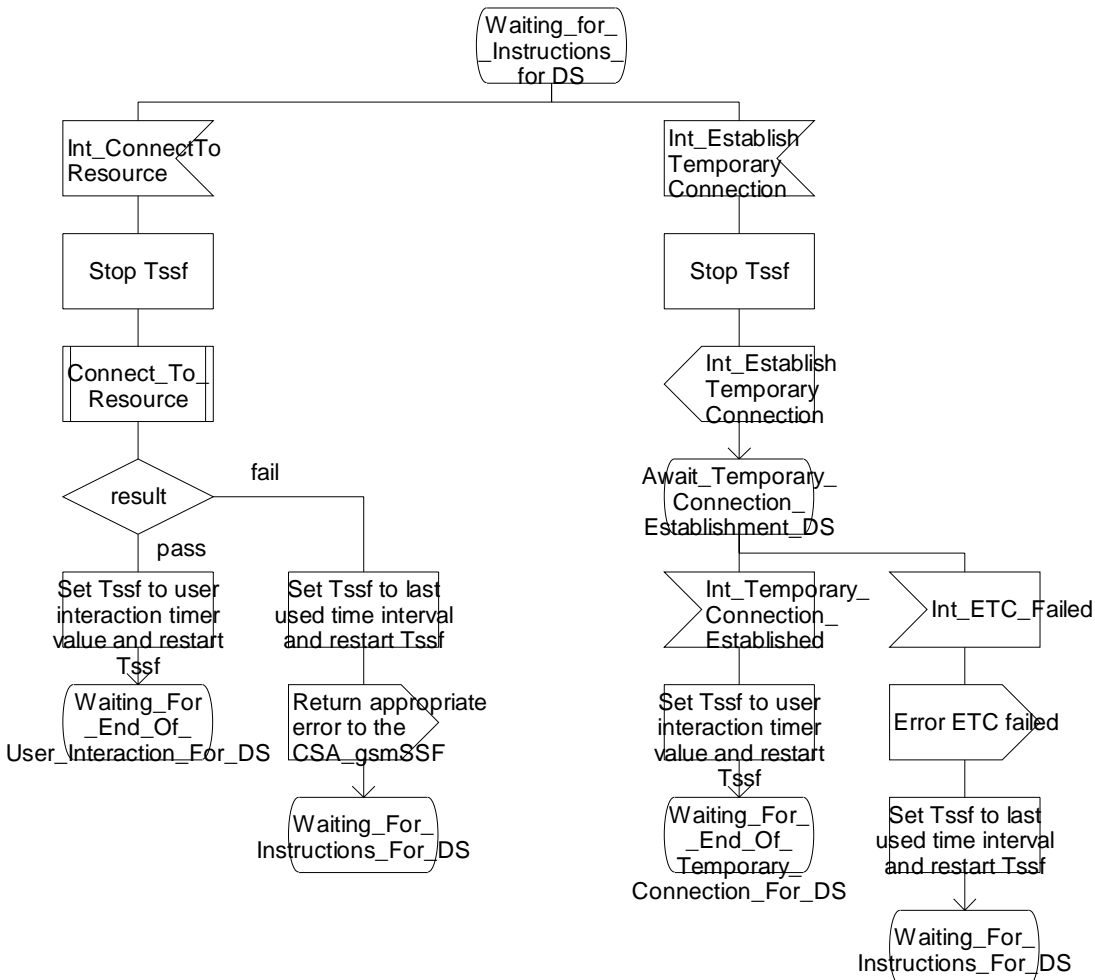 Waiting_for_
_Instructions_
for DS
Int_ConnectTo
Resource
Stop Tssf
Connect_To_
Resource
result
fail
pass
Set Tssf to user
interaction timer
value and restart
Tssf
Waiting_For
_End_Of_
User_Interaction_For_DS
Set Tssf to last
used time interval
and restart Tssf
Return appropriate
error to the
CSA_gsmSSF
Waiting_For_
Instructions_For_DS
Int_Establish
Temporary
Connection
Stop Tssf
Int_Establish
Temporary
Connection
Await_Temporary_
Connection_
Establishment_DS
Int_Temporary_
Connection_
Established
Set Tssf to user
interaction timer
value and restart
Tssf
Waiting_For_
_End_Of_
Temporary_
Connection_For_DS
Int_ETC_Failed
Error ETC failed
Set Tssf to last
used time interval
and restart Tssf
Waiting_For_
Instructions_For_DS